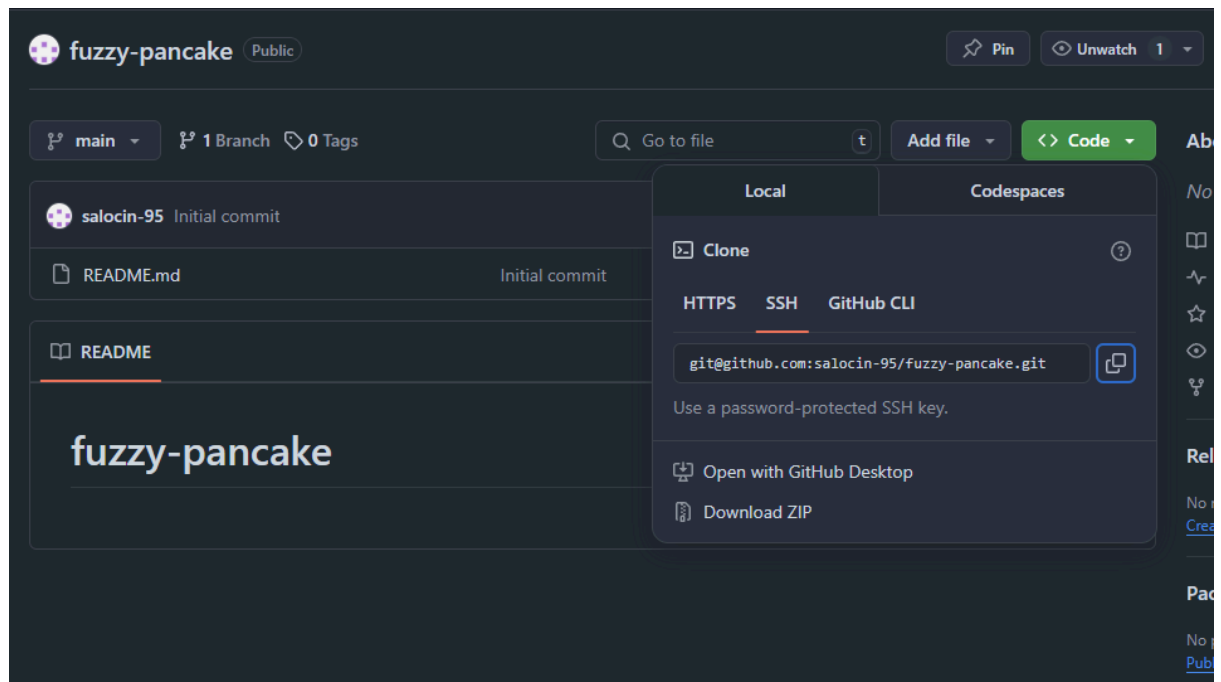 fuzzy-pancake Public Pin Unwatch 1
main 1 Branch 0 Tags Go to file t Add file Code
Local Codespaces
salocin-95 Initial commit
Clone
README.md Initial commit
HTTPS SSH GitHub CLI
README
git@github.com:salocin-95/fuzzy-pancake.git
Use a password-protected SSH key.
fuzzy-pancake
Open with GitHub Desktop
Download ZIP
No
No